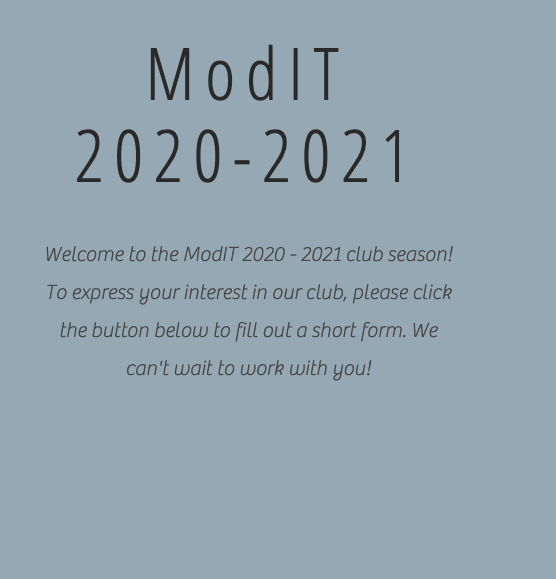 ModIT
2020-2021
Welcome to the ModIT 2020 - 2021 club season!
To express your interest in our club, please click
the button below to fill out a short form. We
can't wait to work with you!